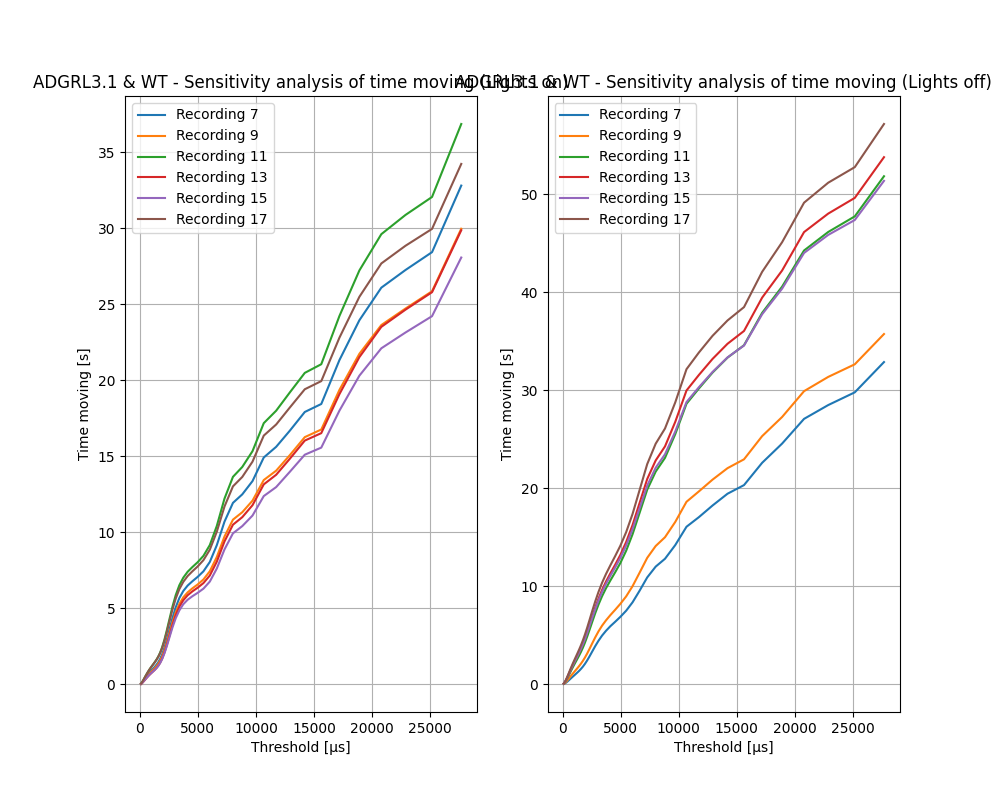 ADGRL3.1 & WT - Sensitivity analysis of time moving (Lights on)
ADGRL3.1 & WT - Sensitivity analysis of time moving (Lights off)
Recording 7
Recording 9
Recording 11
Recording 13
Recording 15
Recording 17
35
30
25
20
15
10
5
0
Time moving [s]
0 5000 10000 15000 20000 25000
Threshold [µs]
Recording 7
Recording 9
Recording 11
Recording 13
Recording 15
Recording 17
50
40
30
20
10
0
Time moving [s]
0 5000 10000 15000 20000 25000
Threshold [µs]